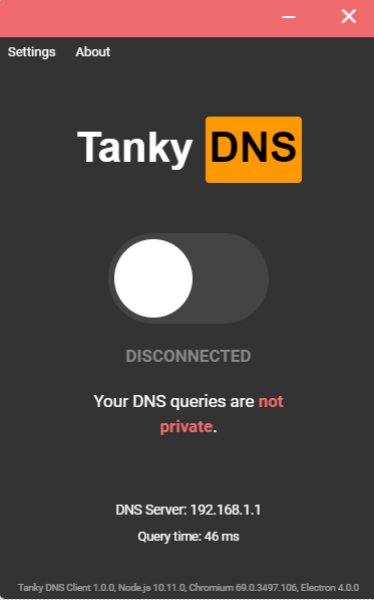 Settings About
Tanky DNS
DISCONNECTED
Your DNS queries are not
private.
DNS Server: 192.168.1.1
Query time: 46 ms
Tanky DNS Client 1.0.0, Node.js 10.11.0, Chromium 69.0.3497.106, Electron 4.0.0